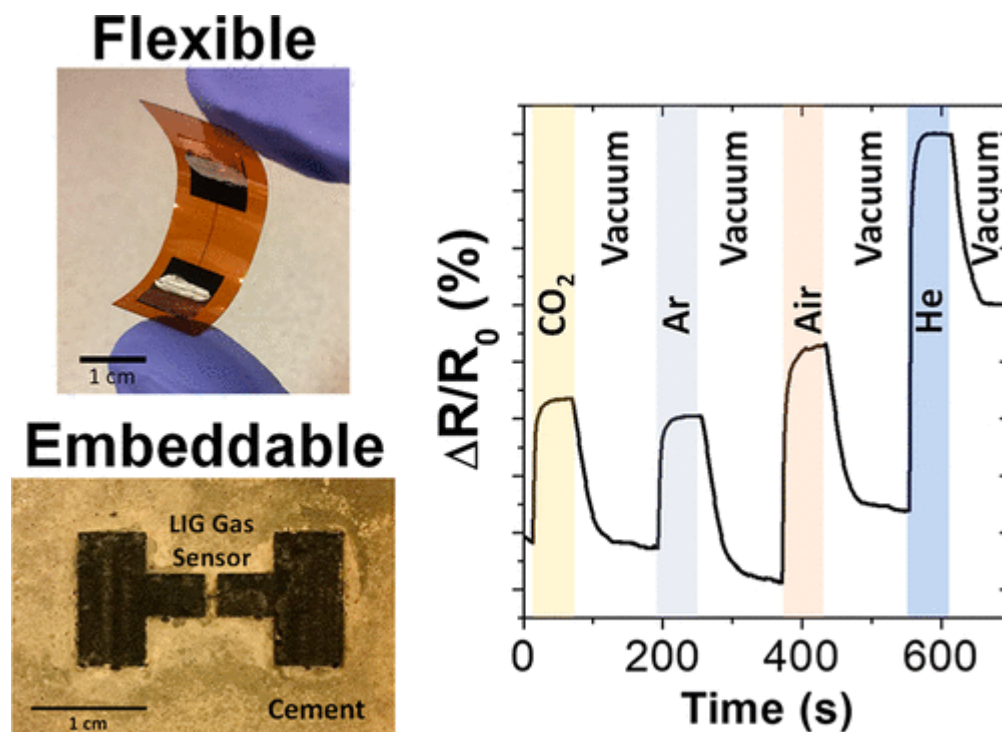 Flexible
1 cm
Embeddable
LIG Gas
Sensor
Cement
1 cm
ΔR/R₀ (%)
CO₂
Vacuum
Ar
Vacuum
Air
Vacuum
He
Vacuum
0 200 400 600
Time (s)